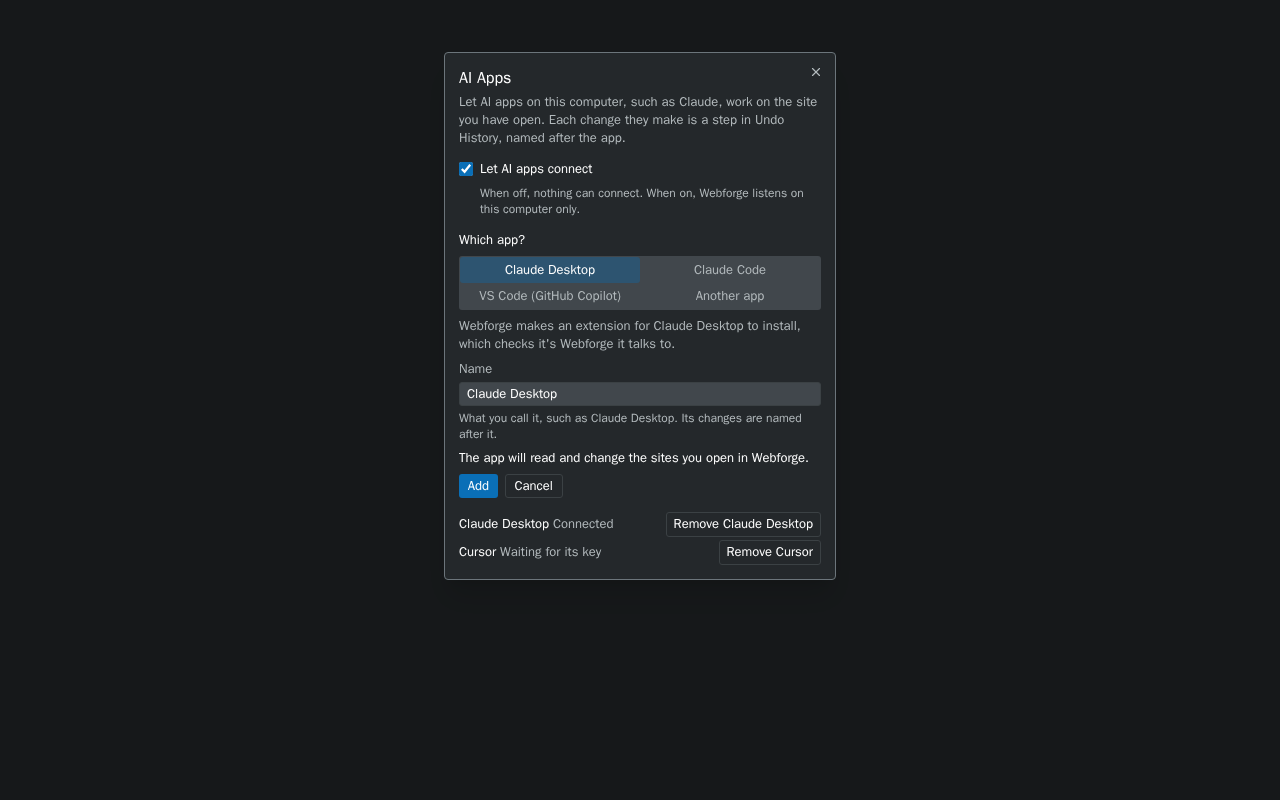 AI Apps
Let AI apps on this computer, such as Claude, work on the site
you have open. Each change they make is a step in Undo
History, named after the app.
Let AI apps connect
When off, nothing can connect. When on, Webforge listens on
this computer only.
Which app?
Claude Desktop
Claude Code
VS Code (GitHub Copilot)
Another app
Webforge makes an extension for Claude Desktop to install,
which checks it's Webforge it talks to.
Name
Claude Desktop
What you call it, such as Claude Desktop. Its changes are named
after it.
The app will read and change the sites you open in Webforge.
Add
Cancel
Claude Desktop Connected
Remove Claude Desktop
Cursor Waiting for its key
Remove Cursor